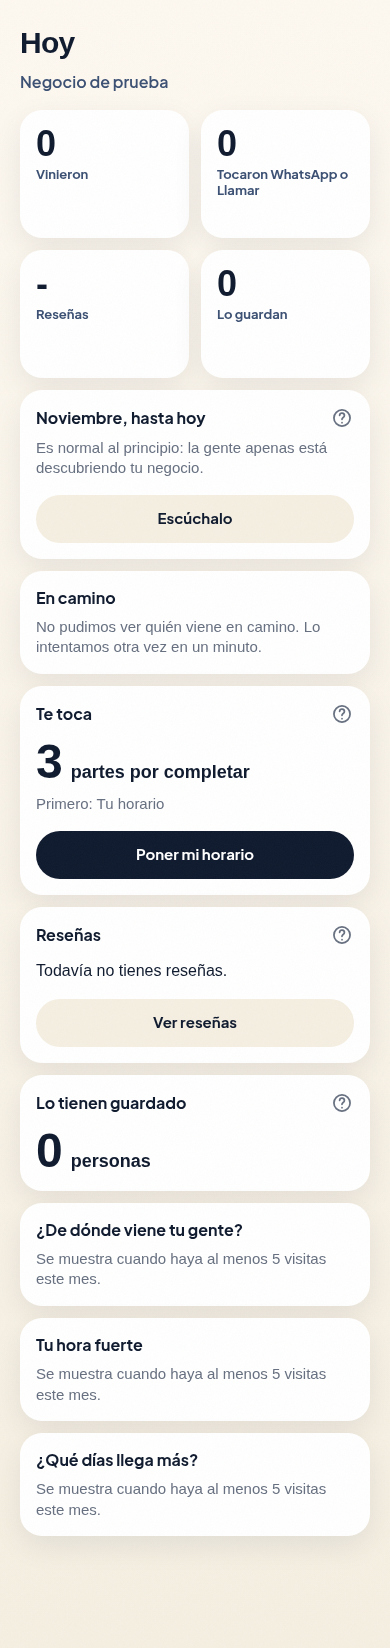 Hoy
Negocio de prueba
0
Vinieron
0
Tocaron WhatsApp o
Llamar
-
Reseñas
0
Lo guardan
Noviembre, hasta hoy
Es normal al principio: la gente apenas está
descubriendo tu negocio.
Escúchalo
En camino
No pudimos ver quién viene en camino. Lo
intentamos otra vez en un minuto.
Te toca
3 partes por completar
Primero: Tu horario
Poner mi horario
Reseñas
Todavía no tienes reseñas.
Ver reseñas
Lo tienen guardado
0 personas
¿De dónde viene tu gente?
Se muestra cuando haya al menos 5 visitas
este mes.
Tu hora fuerte
Se muestra cuando haya al menos 5 visitas
este mes.
¿Qué días llega más?
Se muestra cuando haya al menos 5 visitas
este mes.